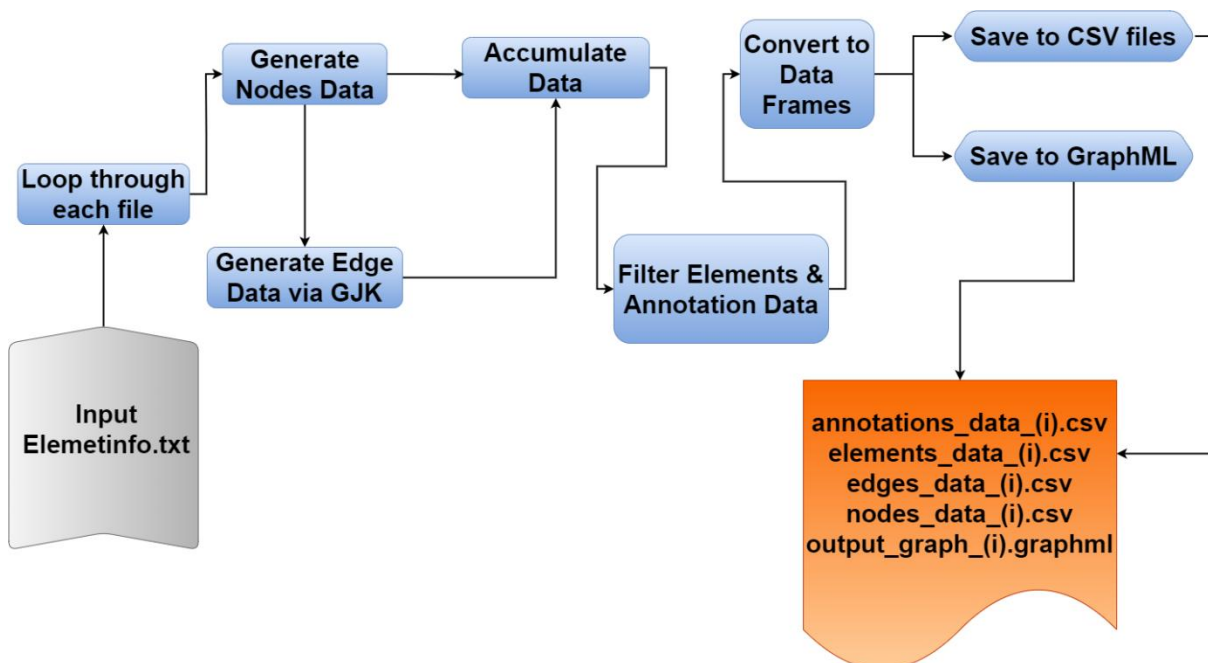 Input
Elemetinfo.txt
Loop through
each file
Generate
Nodes Data
Generate Edge
Data via GJK
Accumulate
Data
Filter Elements &
Annotation Data
Convert to
Data
Frames
Save to CSV files
Save to GraphML
annotations_data_(i).csv
elements_data_(i).csv
edges_data_(i).csv
nodes_data_(i).csv
output_graph_(i).graphml